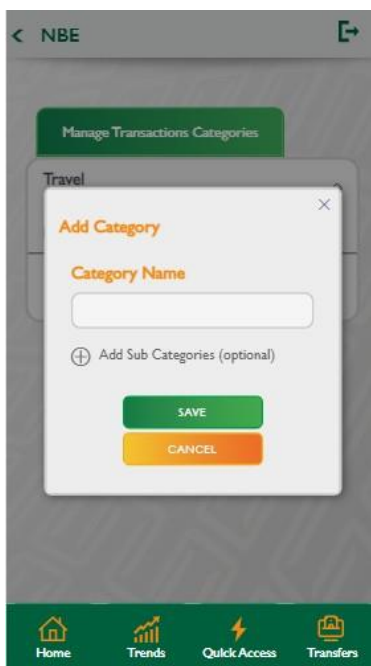 NBE
Manage Transactions Categories
Travel
Add Category
Category Name
Add Sub Categories (optional)
SAVE
CANCEL
Home Trends Quick Access Transfers